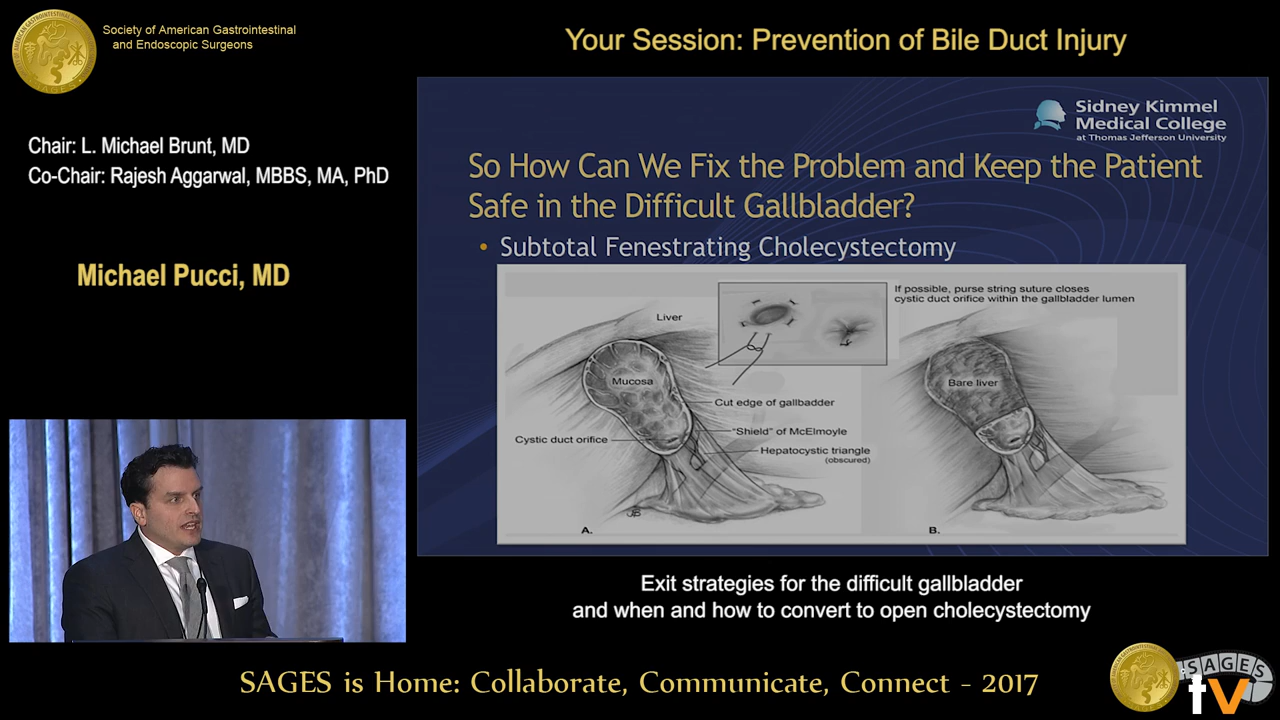 Society of American Gastrointestinal
and Endoscopic Surgeons
Your Session: Prevention of Bile Duct Injury
Chair: L. Michael Brunt, MD
Co-Chair: Rajesh Aggarwal, MBBS, MA, PhD
Michael Pucci, MD
Sidney Kimmel
Medical College
at Thomas Jefferson University
So How Can We Fix the Problem and Keep the Patient
Safe in the Difficult Gallbladder?
• Subtotal Fenestrating Cholecystectomy
If possible, purse string suture closes
cystic duct orifice within the gallbladder lumen
Liver
Mucosa
Cut edge of gallbladder
"Shield" of McElmoyle
Cystic duct orifice
Hepatocystic triangle
(obscured)
A.
Bare liver
B.
Exit strategies for the difficult gallbladder
and when and how to convert to open cholecystectomy
SAGES is Home: Collaborate, Communicate, Connect - 2017
SAGES
tv